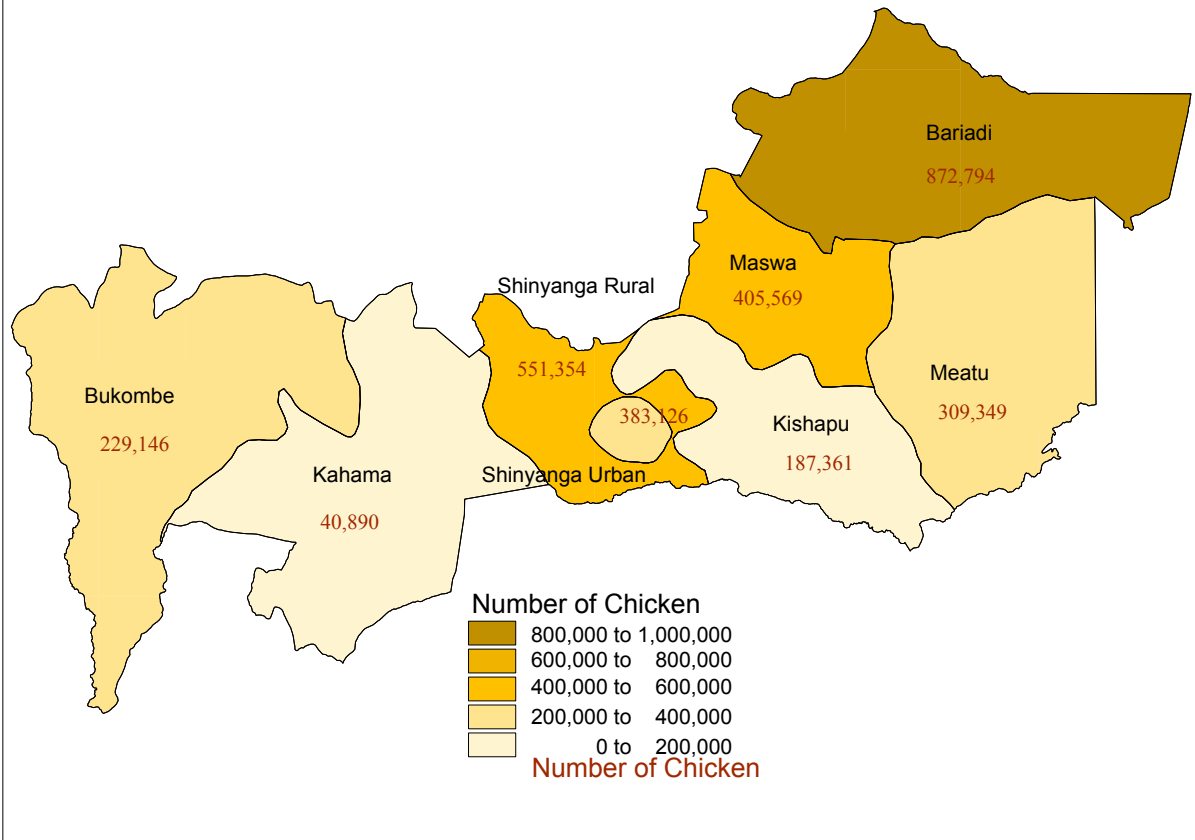 Bariadi
872,794
Maswa
405,569
Shinyanga Rural
551,354
Meatu
309,349
Bukombe
229,146
383,126
Kishapu
187,361
Kahama
40,890
Shinyanga Urban
Number of Chicken
800,000 to 1,000,000
600,000 to 800,000
400,000 to 600,000
200,000 to 400,000
0 to 200,000
Number of Chicken